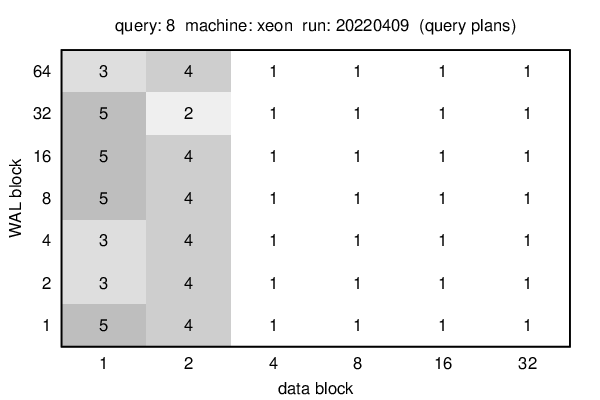 query: 8 machine: xeon run: 20220409 (query plans)
64 3 4 1 1 1 1
32 5 2 1 1 1 1
16 5 4 1 1 1 1
8 5 4 1 1 1 1
4 3 4 1 1 1 1
2 3 4 1 1 1 1
1 5 4 1 1 1 1
WAL block
1 2 4 8 16 32
data block